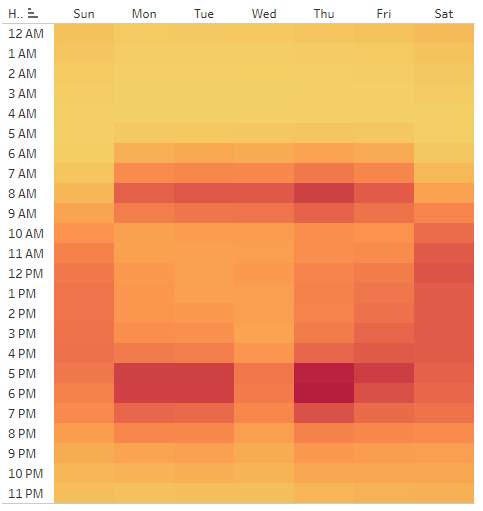 H.. Sun Mon Tue Wed Thu Fri Sat
12 AM
1 AM
2 AM
3 AM
4 AM
5 AM
6 AM
7 AM
8 AM
9 AM
10 AM
11 AM
12 PM
1 PM
2 PM
3 PM
4 PM
5 PM
6 PM
7 PM
8 PM
9 PM
10 PM
11 PM